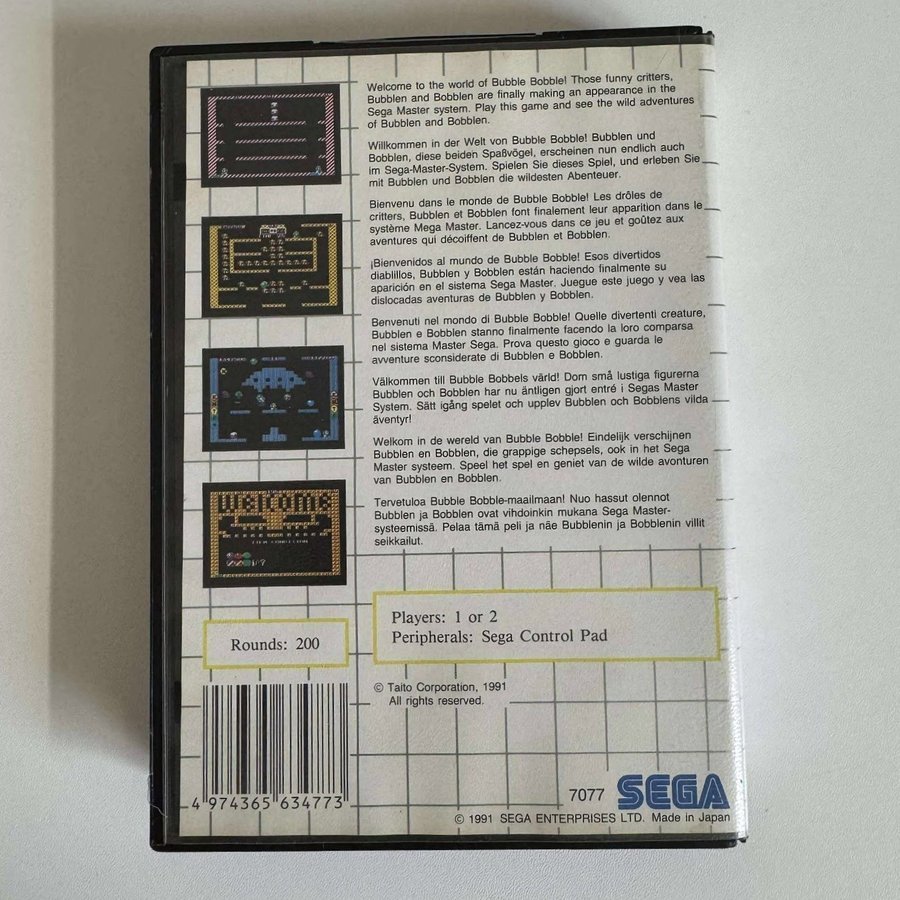 Welcome to the world of Bubble Bobble! Those funny critters,
Bubblen and Bobblen are finally making an appearance in the
Sega Master system. Play this game and see the wild adventures
of Bubblen and Bobblen.
Willkommen in der Welt von Bubble Bobble! Bubblen und
Bobblen, diese beiden Spaßvögel, erscheinen nun endlich auch
im Sega-Master-System. Spielen Sie dieses Spiel, und erleben Sie
mit Bubblen und Bobblen die wildesten Abenteuer.
Bienvenu dans le monde de Bubble Bobble! Les drôles de
critters, Bubblen et Bobblen font finalement leur apparition dans le
système Mega Master. Lancez-vous dans ce jeu et goûtez aux
aventures qui décoiffent de Bubblen et Bobblen.
¡Bienvenidos al mundo de Bubble Bobble! Esos divertidos
diablillos, Bubblen y Bobblen están haciendo finalmente su
aparición en el sistema Sega Master. Juegue este juego y vea las
dislocadas aventuras de Bubblen y Bobblen.
Benvenuti nel mondo di Bubble Bobble! Quelle divertenti creature,
Bubblen e Bobblen stanno finalmente facendo la loro comparsa
nel sistema Master Sega. Prova questo gioco e guarda le
avventure sconsiderate di Bubblen e Bobblen.
Välkommen till Bubble Bobbels värld! Dom små lustiga figurerna
Bubblen och Bobblen har nu äntligen gjort entré i Segas Master
System. Sätt igång spelet och upplev Bubblen och Bobblens vilda
äventyr!
Welkom in de wereld van Bubble Bobble! Eindelijk verschijnen
Bubblen en Bobblen, die grappige schepsels, ook in het Sega
Master systeem. Speel het spel en geniet van de wilde avonturen
van Bubblen en Bobblen.
Tervetuloa Bubble Bobble-maailmaan! Nuo hassut olennot
Bubblen ja Bobblen ovat vihdoinkin mukana Sega Master-
systeemissä. Pelaa tämä peli ja näe Bubblenin ja Bobblenin villit
seikkailut.
WELCOME
Rounds: 200
Players: 1 or 2
Peripherals: Sega Control Pad
© Taito Corporation, 1991
All rights reserved.
4 974365 634773
7077 SEGA
© 1991 SEGA ENTERPRISES LTD. Made in Japan